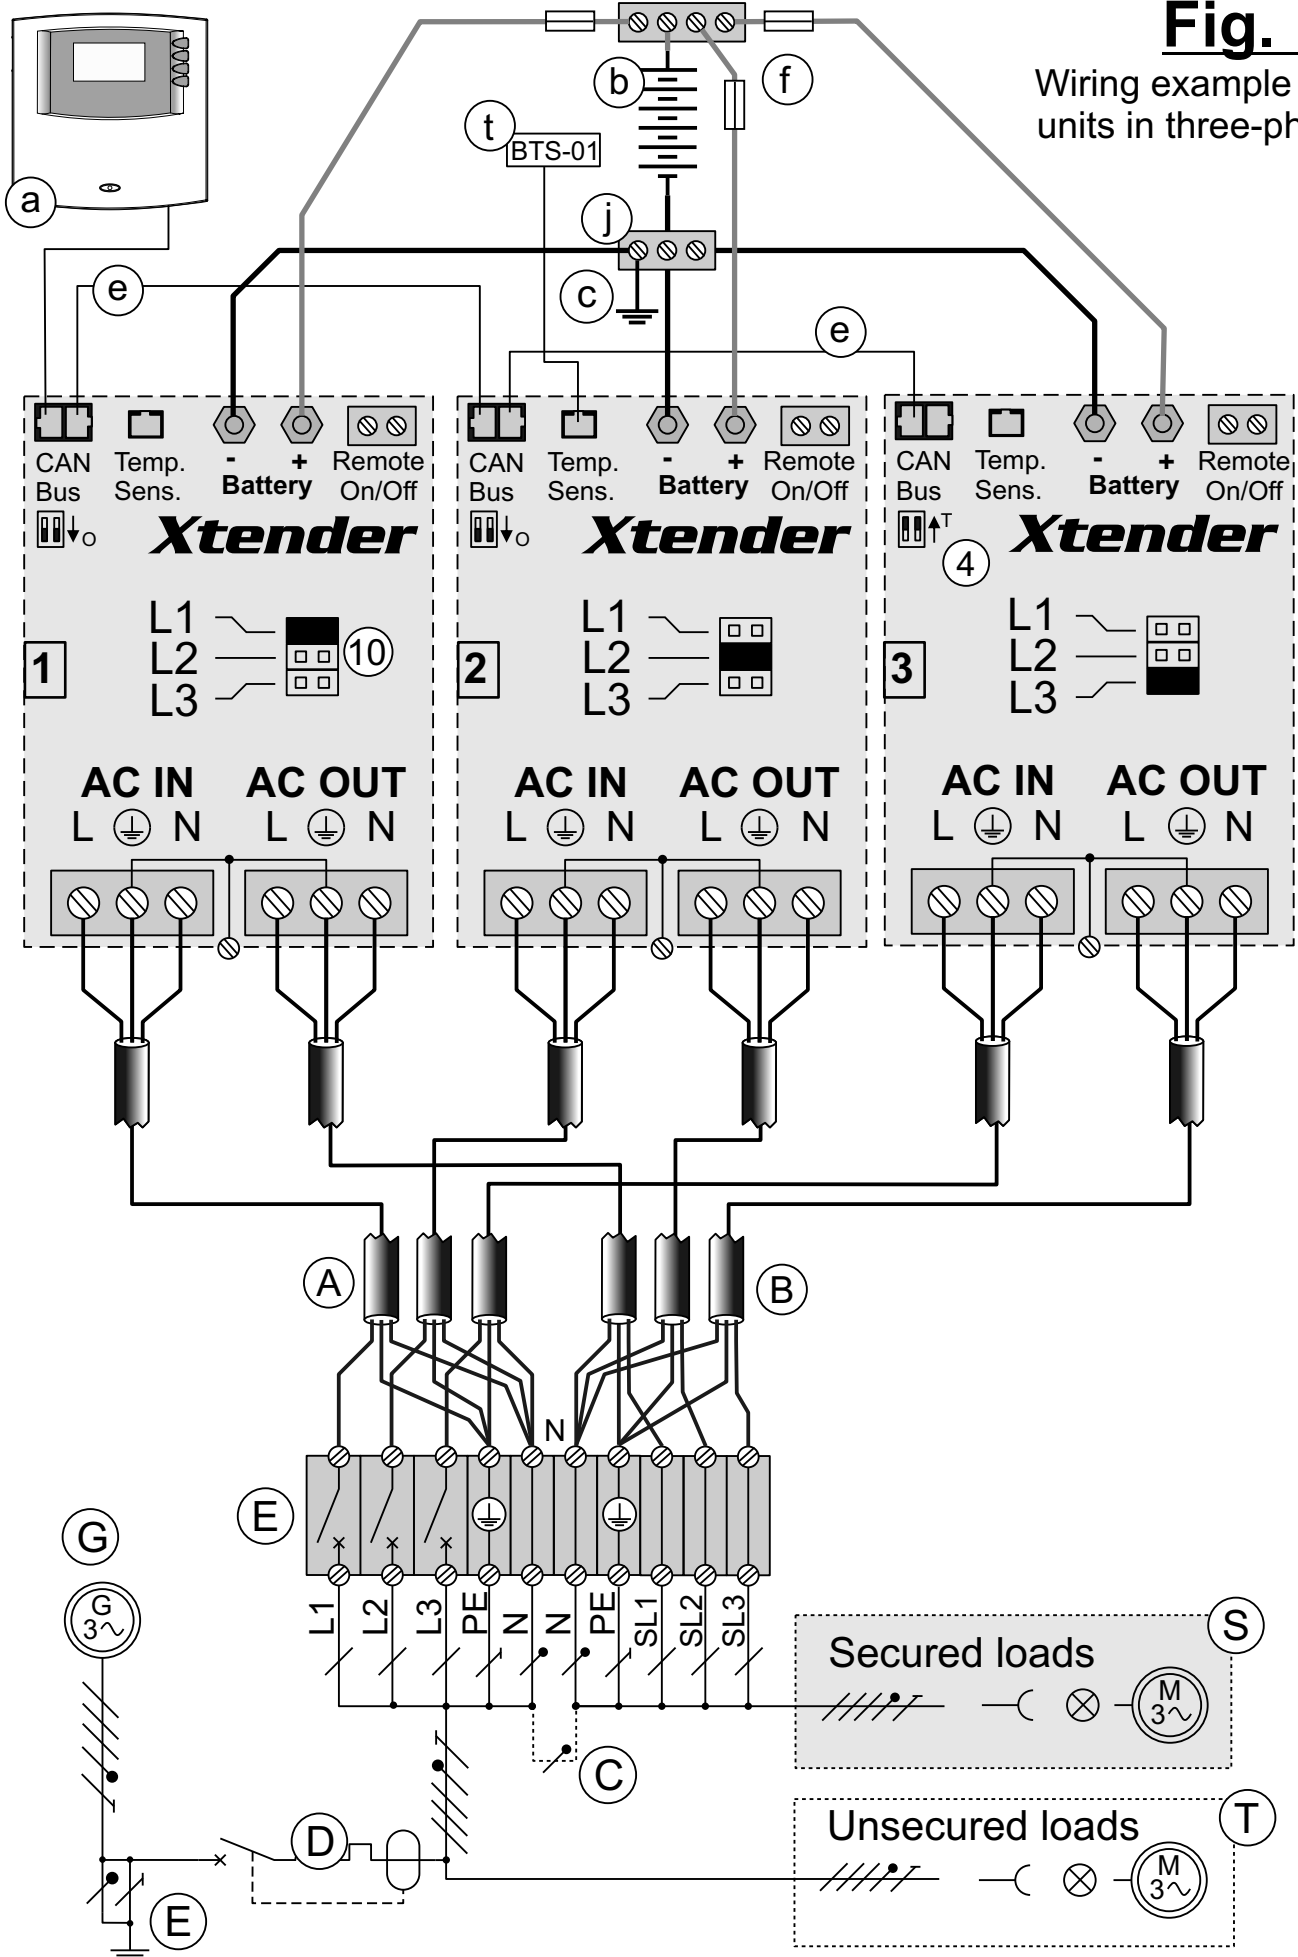 Fig.
Wiring example
units in three-ph
a
b
f
t
BTS-01
j
c
e
e
CAN Bus
Temp. Sens.
- +
Battery
Remote On/Off
O
Xtender
L1
L2
L3
10
1
AC IN
L N
AC OUT
L N
CAN Bus
Temp. Sens.
- +
Battery
Remote On/Off
O
Xtender
L1
L2
L3
2
AC IN
L N
AC OUT
L N
CAN Bus
Temp. Sens.
- +
Battery
Remote On/Off
T
4
Xtender
L1
L2
L3
3
AC IN
L N
AC OUT
L N
A
B
N
E
G
G
3
L1
L2
L3
PE
N
N
PE
SL1
SL2
SL3
S
Secured loads
M
3
C
D
T
Unsecured loads
M
3
E